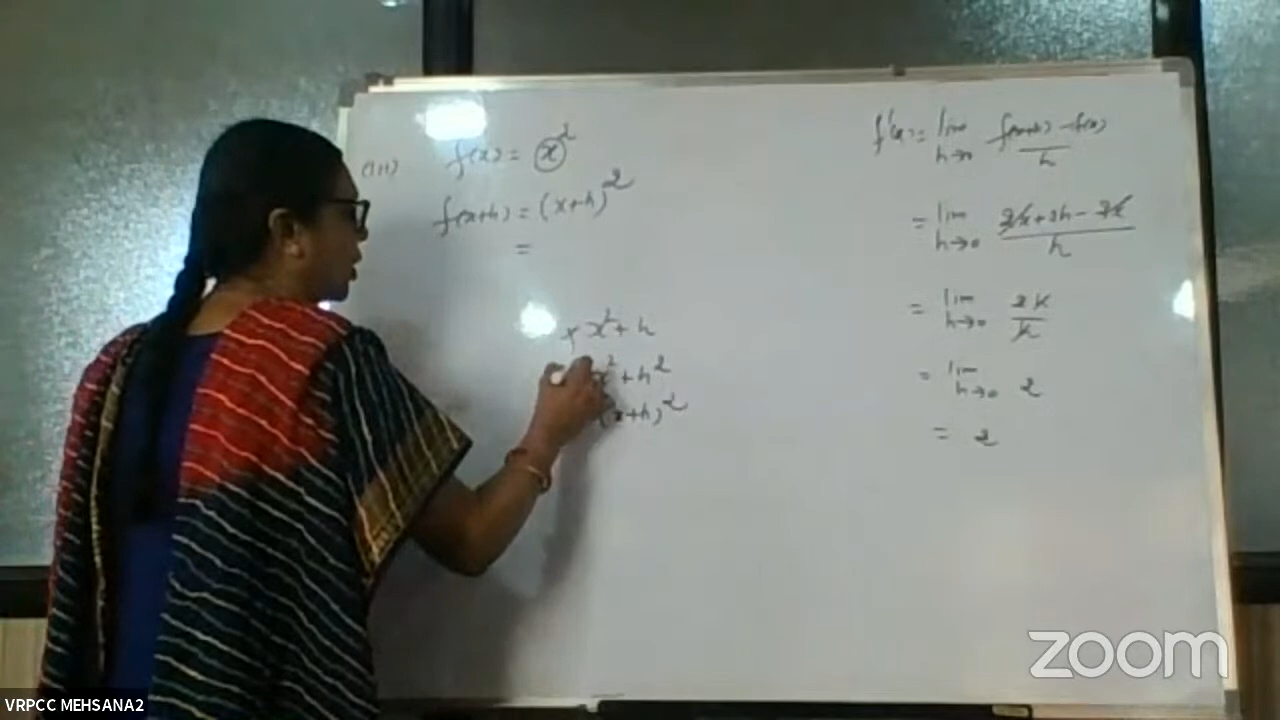 (iii) f(x) = x²
f(x+h) = (x+h)²
=
× x² + h
x² + h²
(x+h)²
f'(x) = lim h→0 f(x+h) - f(x) / h
= lim h→0 2x+2h-2x / h
= lim h→0 2h / h
= lim h→0 2
= 2
zoom
VRPCC MEHSANA2